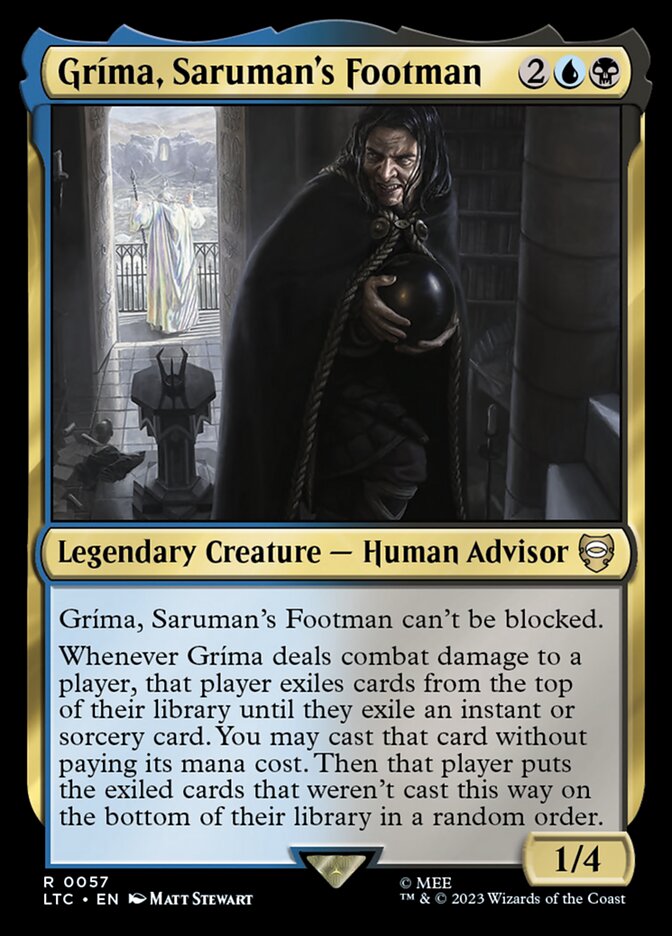 Gríma, Saruman's Footman 2
Legendary Creature — Human Advisor
Gríma, Saruman's Footman can't be blocked.
Whenever Gríma deals combat damage to a
player, that player exiles cards from the top
of their library until they exile an instant or
sorcery card. You may cast that card without
paying its mana cost. Then that player puts
the exiled cards that weren't cast this way on
the bottom of their library in a random order.
1/4
R 0057
LTC • EN Matt Stewart
© MEE
™ & © 2023 Wizards of the Coast